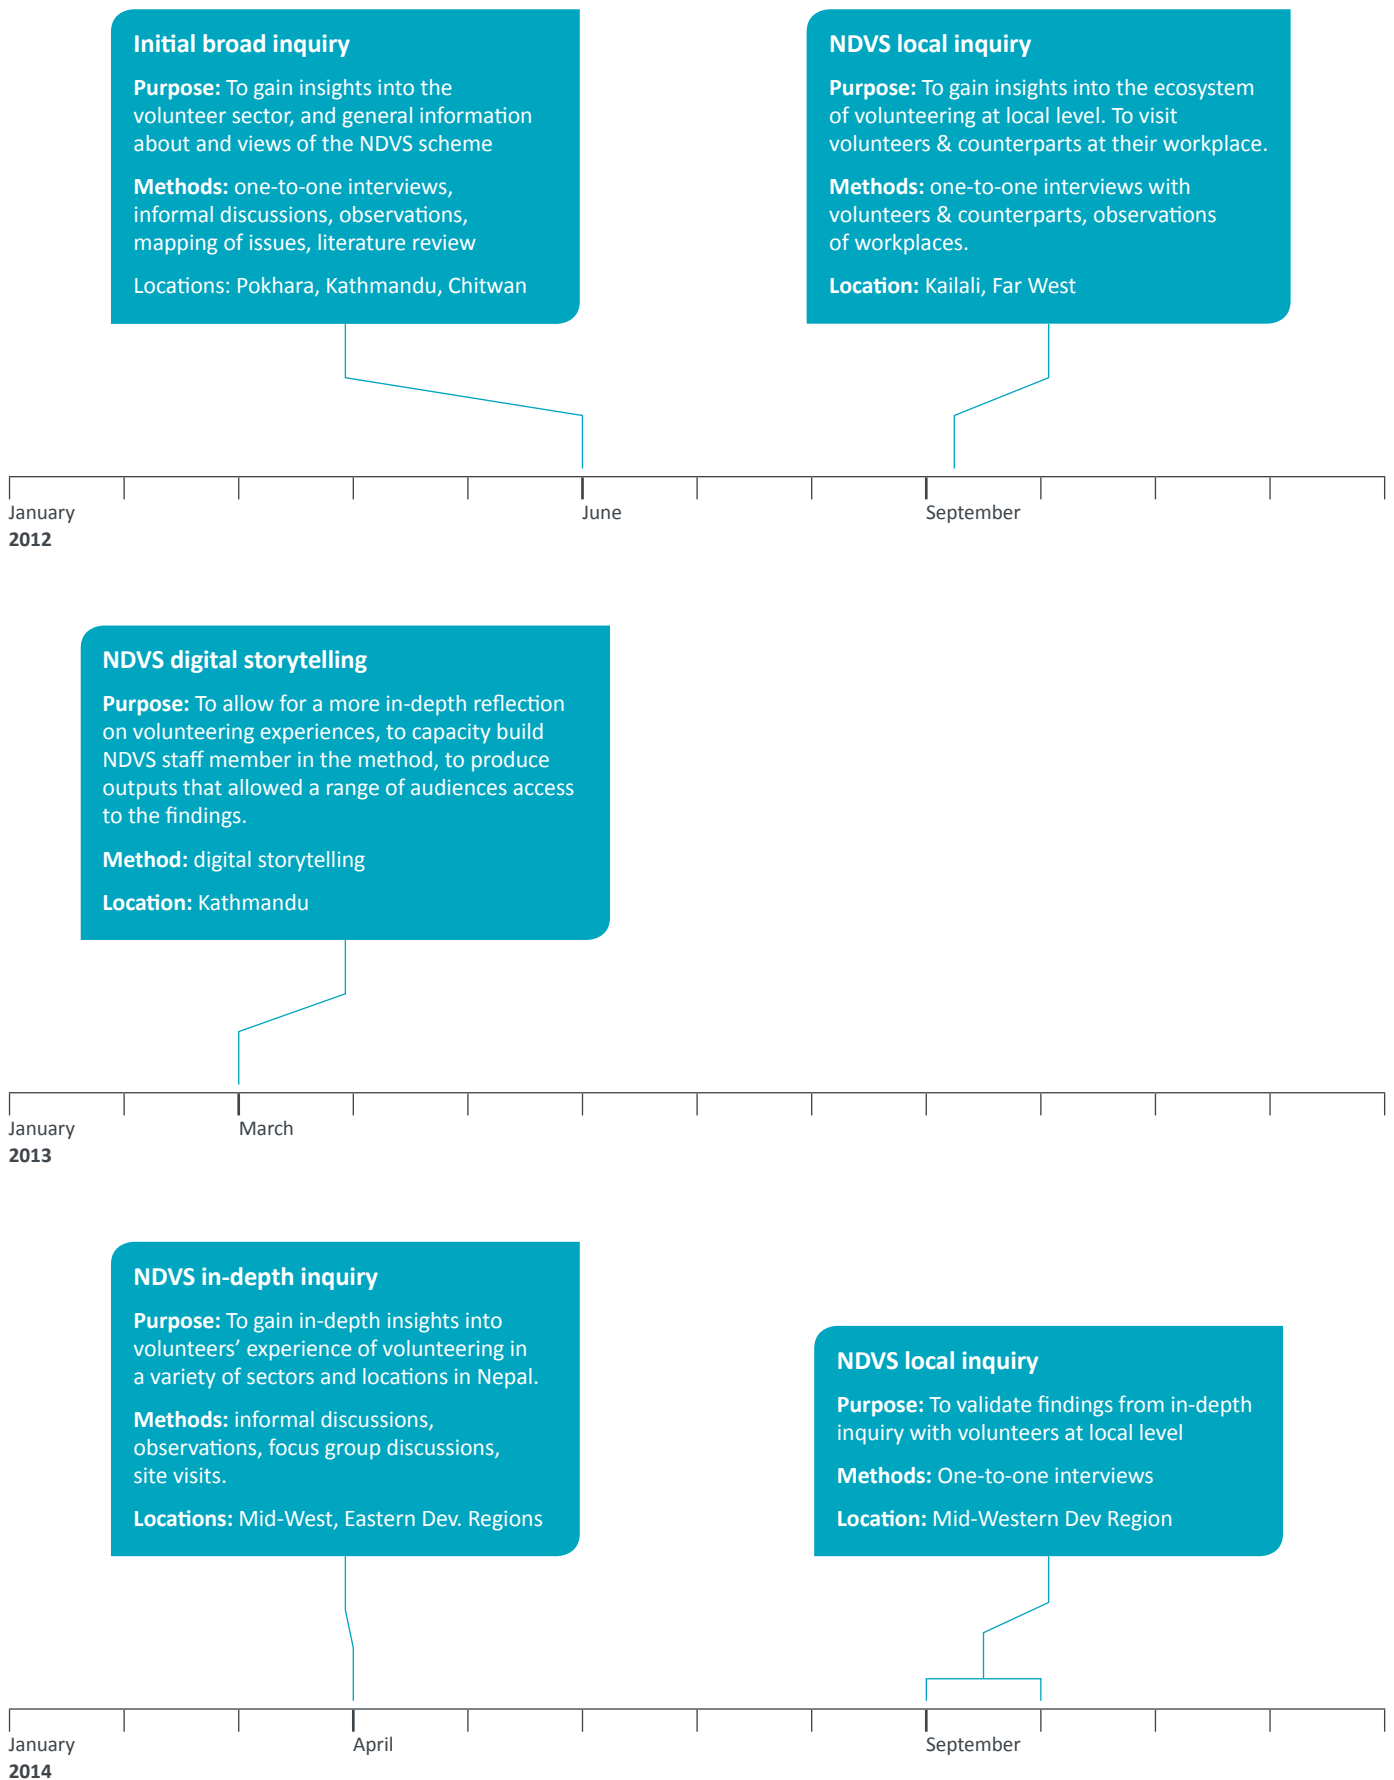 Initial broad inquiry
Purpose: To gain insights into the
volunteer sector, and general information
about and views of the NDVS scheme
Methods: one-to-one interviews,
informal discussions, observations,
mapping of issues, literature review
Locations: Pokhara, Kathmandu, Chitwan
NDVS local inquiry
Purpose: To gain insights into the ecosystem
of volunteering at local level. To visit
volunteers & counterparts at their workplace.
Methods: one-to-one interviews with
volunteers & counterparts, observations
of workplaces.
Location: Kailali, Far West
January
2012
June
September
NDVS digital storytelling
Purpose: To allow for a more in-depth reflection
on volunteering experiences, to capacity build
NDVS staff member in the method, to produce
outputs that allowed a range of audiences access
to the findings.
Method: digital storytelling
Location: Kathmandu
January
2013
March
NDVS in-depth inquiry
Purpose: To gain in-depth insights into
volunteers’ experience of volunteering in
a variety of sectors and locations in Nepal.
Methods: informal discussions,
observations, focus group discussions,
site visits.
Locations: Mid-West, Eastern Dev. Regions
NDVS local inquiry
Purpose: To validate findings from in-depth
inquiry with volunteers at local level
Methods: One-to-one interviews
Location: Mid-Western Dev Region
January
2014
April
September